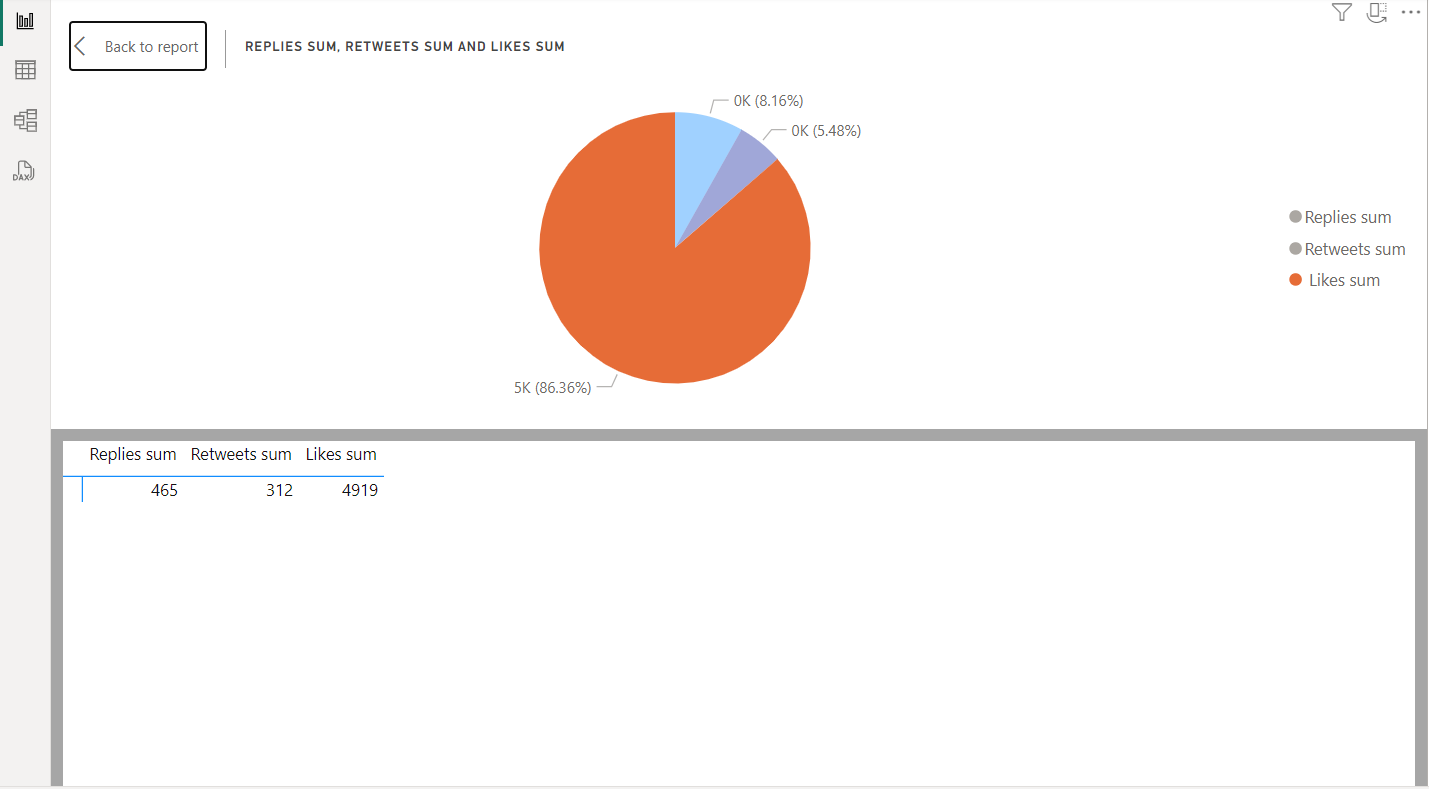 Back to report
REPLIES SUM, RETWEETS SUM AND LIKES SUM
0K (8.16%)
0K (5.48%)
5K (86.36%)
Replies sum
Retweets sum
Likes sum
DAX
Replies sum Retweets sum Likes sum
465 312 4919